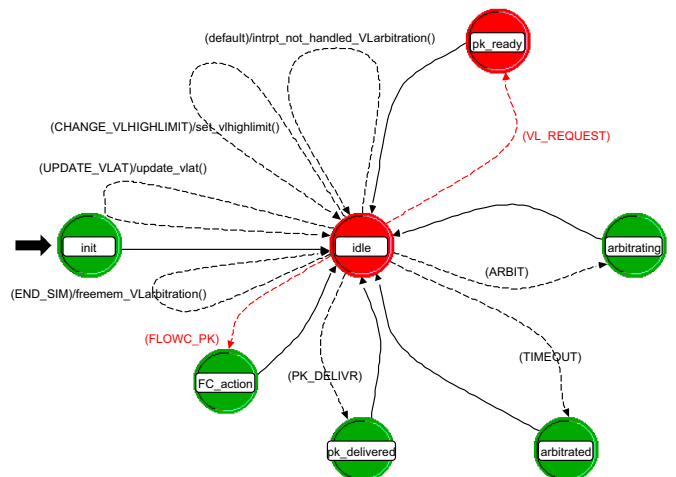 (default)/intrpt_not_handled_VLarbitration()
pk_ready
(CHANGE_VLHIGHLIMIT)/set_vlhighlimit()
(VL_REQUEST)
(UPDATE_VLAT)/update_vlat()
init
idle
arbitrating
(ARBIT)
(END_SIM)/freemem_VLarbitration()
(FLOWC_PK)
(TIMEOUT)
FC_action
(PK_DELIVR)
pk_delivered
arbitrated